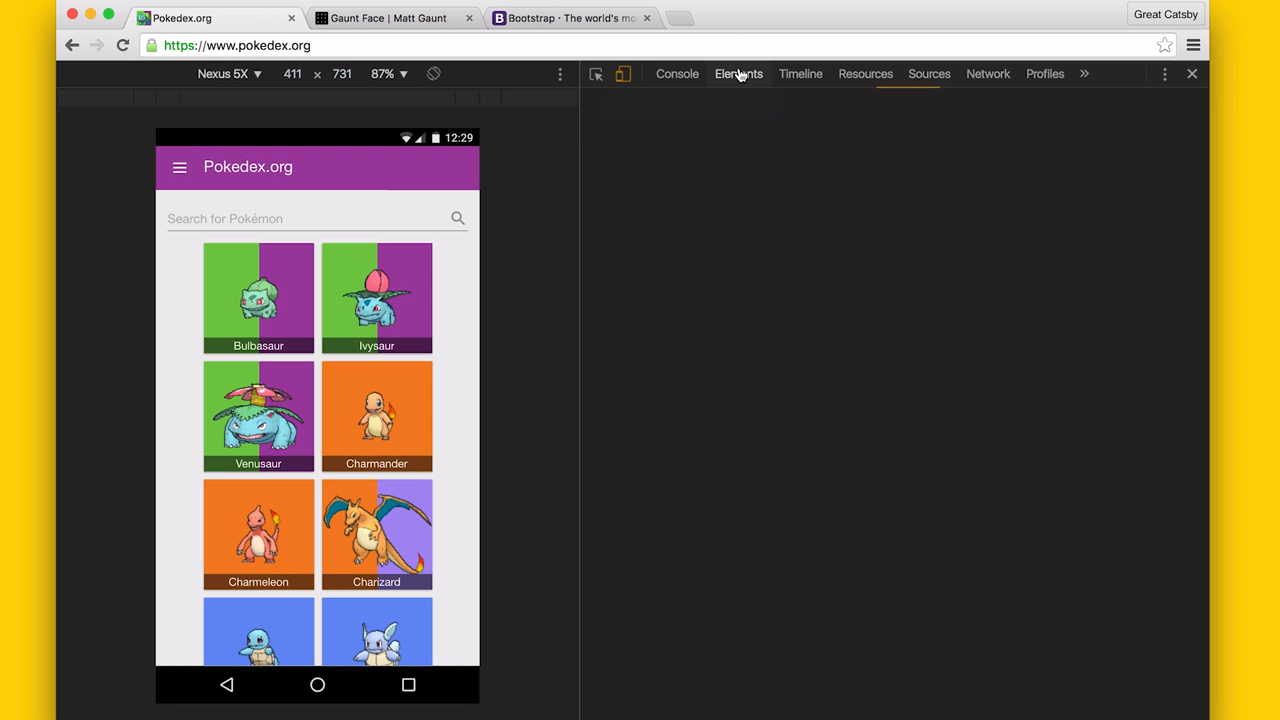 Pokedex.org
Gaunt Face | Matt Gaunt
Bootstrap · The world's mo
Great Catsby
https://www.pokedex.org
Nexus 5X ▼ 411 × 731 87% ▼
Console Elements Timeline Resources Sources Network Profiles »
12:29
Pokedex.org
Search for Pokémon
Bulbasaur
Ivysaur
Venusaur
Charmander
Charmeleon
Charizard